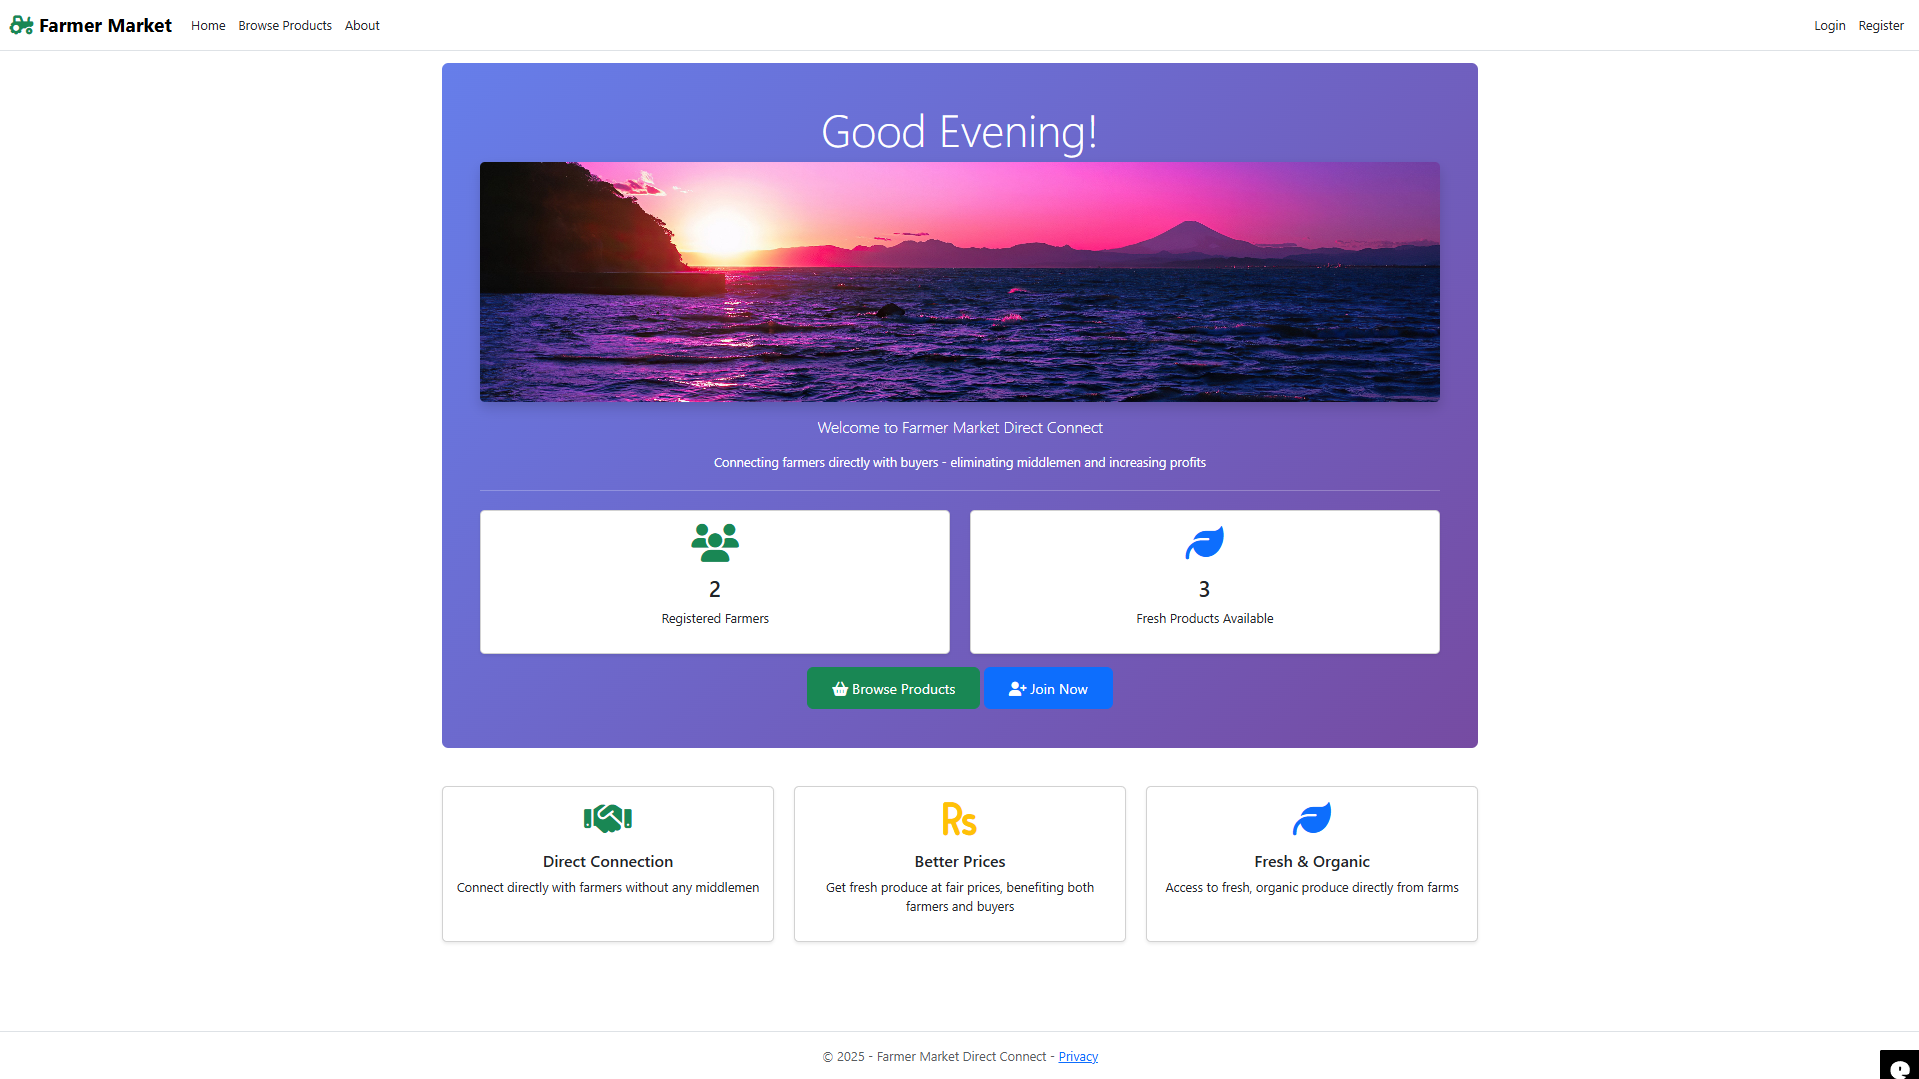 Farmer Market
Home
Browse Products
About
Login
Register
Good Evening!
Welcome to Farmer Market Direct Connect
Connecting farmers directly with buyers - eliminating middlemen and increasing profits
2
Registered Farmers
3
Fresh Products Available
Browse Products
Join Now
Direct Connection
Connect directly with farmers without any middlemen
Rs
Better Prices
Get fresh produce at fair prices, benefiting both
farmers and buyers
Fresh & Organic
Access to fresh, organic produce directly from farms
© 2025 - Farmer Market Direct Connect - Privacy